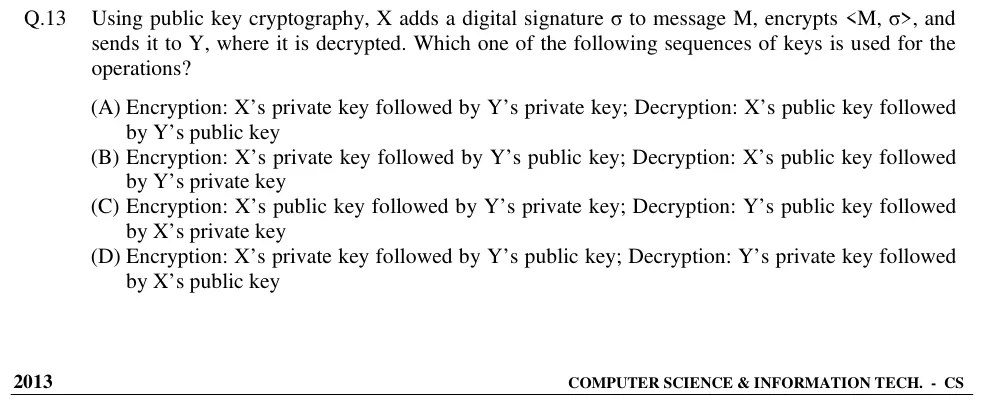 Q.13 Using public key cryptography, X adds a digital signature σ to message M, encrypts <M, σ>, and
sends it to Y, where it is decrypted. Which one of the following sequences of keys is used for the
operations?
(A) Encryption: X’s private key followed by Y’s private key; Decryption: X’s public key followed
by Y’s public key
(B) Encryption: X’s private key followed by Y’s public key; Decryption: X’s public key followed
by Y’s private key
(C) Encryption: X’s public key followed by Y’s private key; Decryption: Y’s public key followed
by X’s private key
(D) Encryption: X’s private key followed by Y’s public key; Decryption: Y’s private key followed
by X’s public key
2013 COMPUTER SCIENCE & INFORMATION TECH. - CS